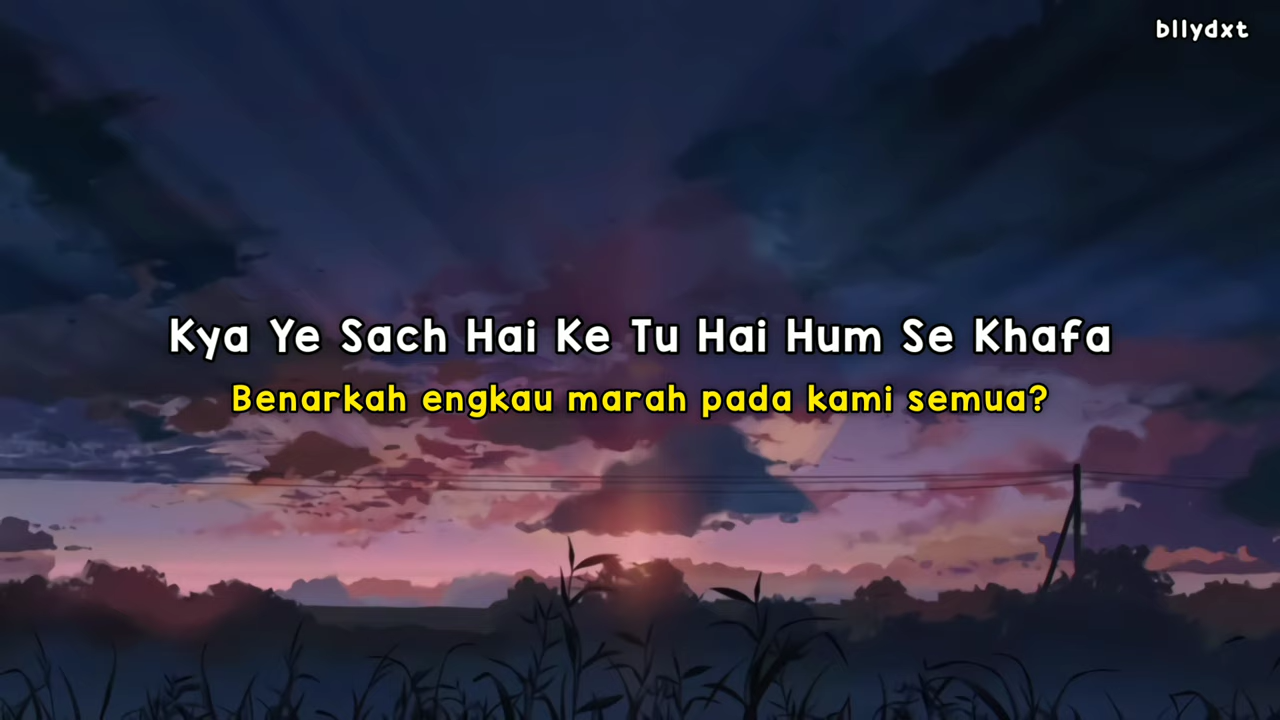 bllydxt
Kya Ye Sach Hai Ke Tu Hai Hum Se Khafa
Benarkah engkau marah pada kami semua?